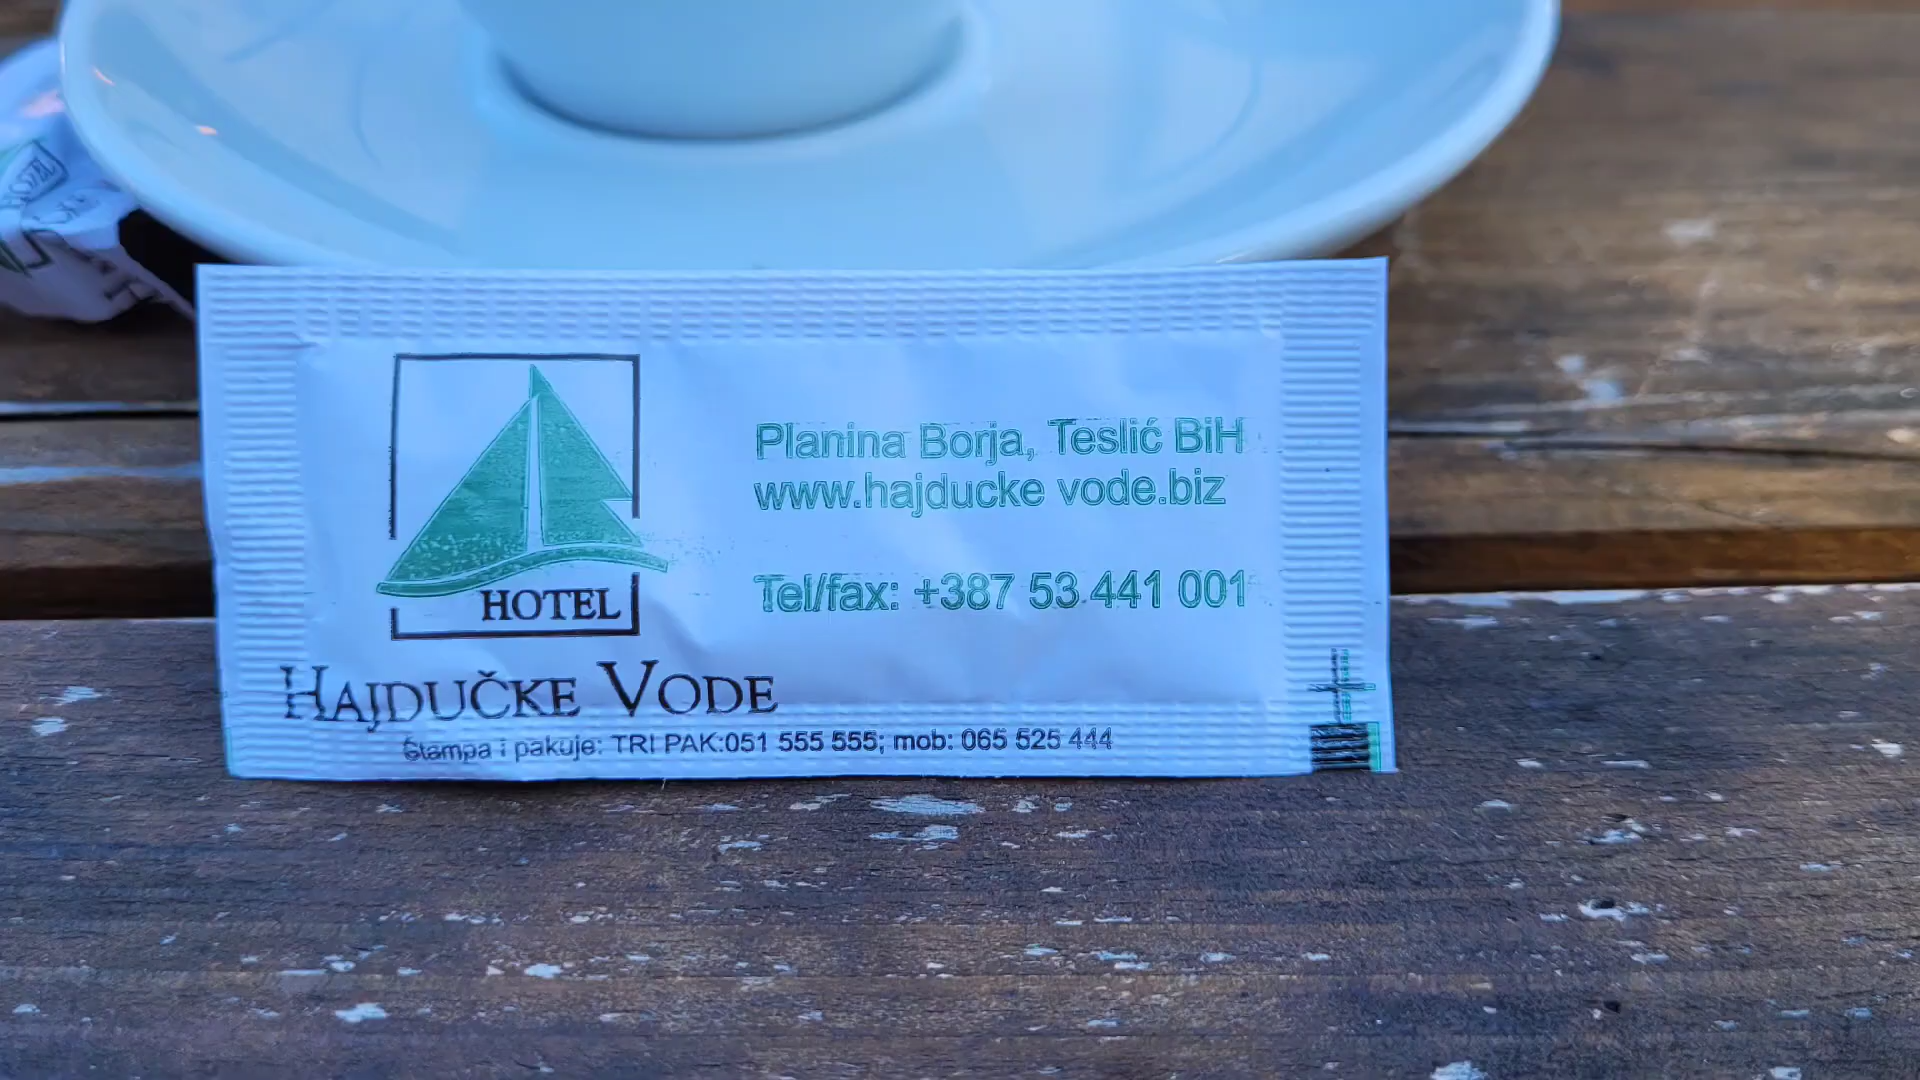 HOTEL
HAJDUČKE VODE
Planina Borja, Teslić BiH
www.hajducke vode.biz
Tel/fax: +387 53 441 001
Štampa i pakuje: TRI PAK:051 555 555; mob: 065 525 444